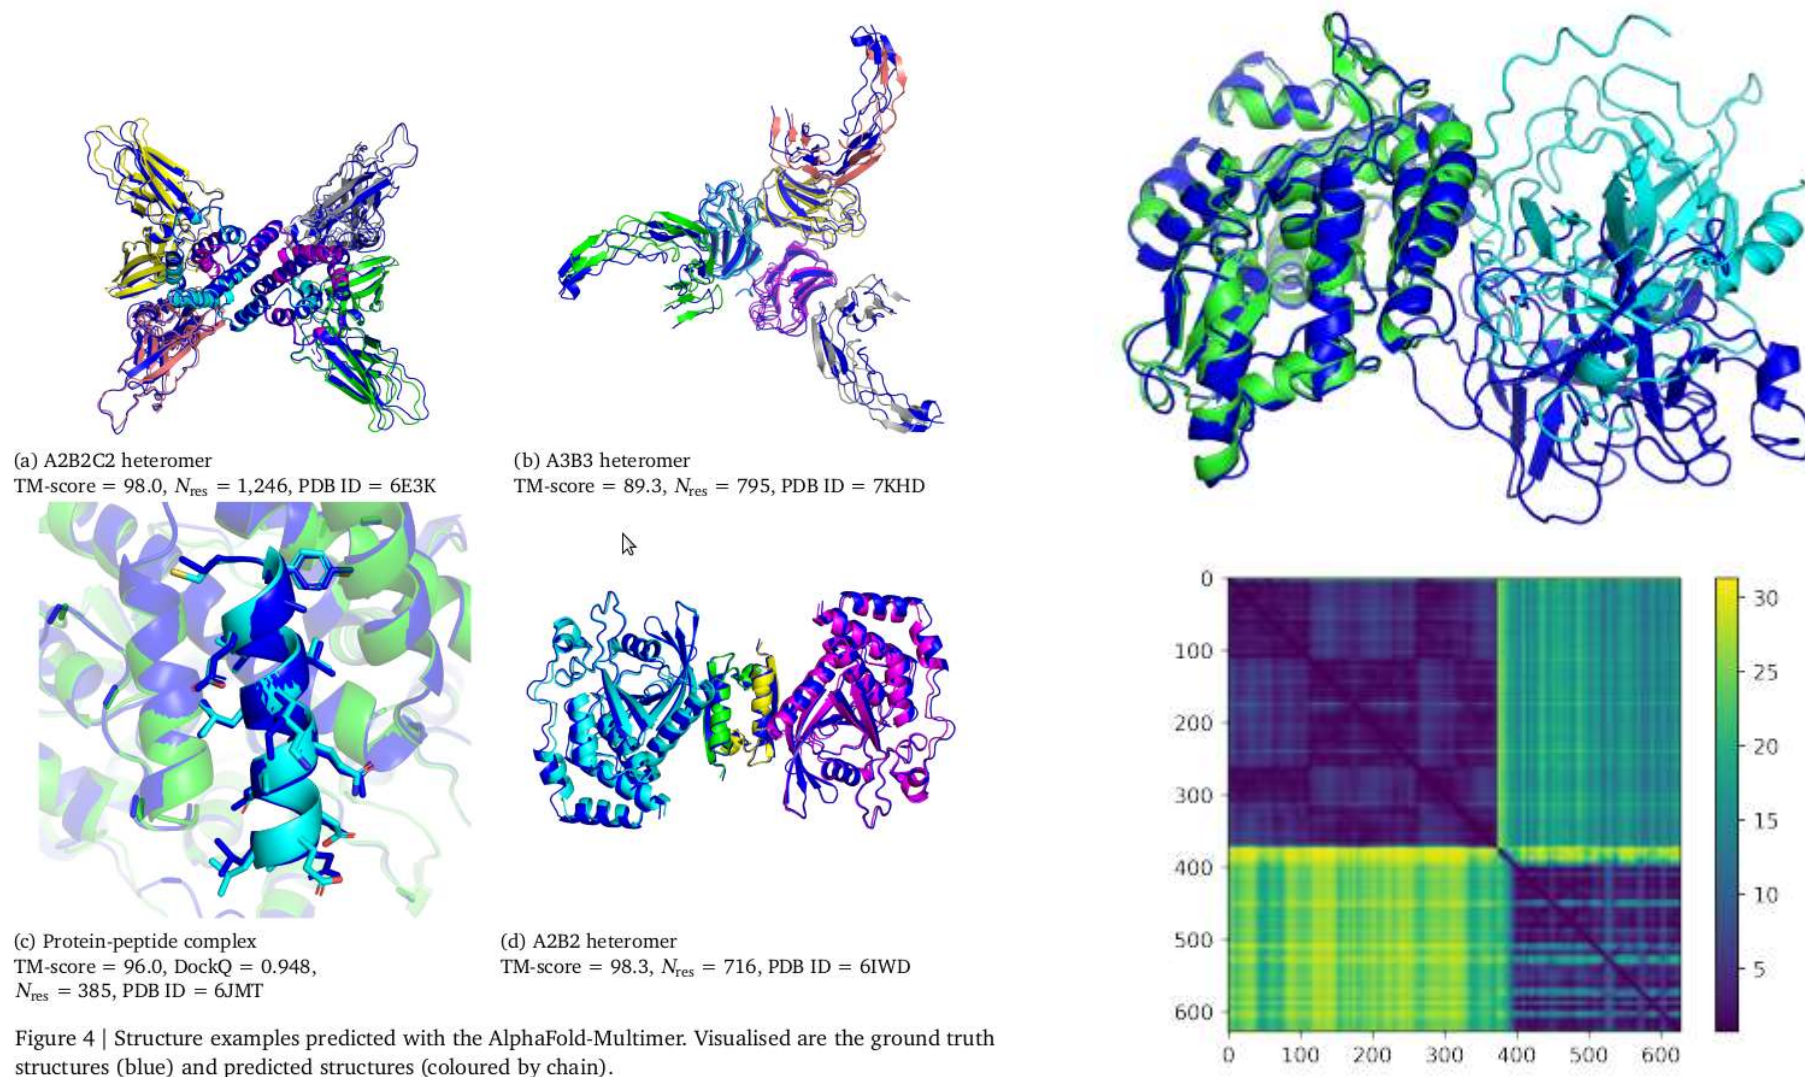 (a) A2B2C2 heteromer
TM-score = 98.0, Nres = 1,246, PDB ID = 6E3K
(b) A3B3 heteromer
TM-score = 89.3, Nres = 795, PDB ID = 7KHD
(c) Protein-peptide complex
TM-score = 96.0, DockQ = 0.948,
Nres = 385, PDB ID = 6JMT
(d) A2B2 heteromer
TM-score = 98.3, Nres = 716, PDB ID = 6IWD
Figure 4 | Structure examples predicted with the AlphaFold-Multimer. Visualised are the ground truth
structures (blue) and predicted structures (coloured by chain).
0
100
200
300
400
500
600
0 100 200 300 400 500 600
30
25
20
15
10
5